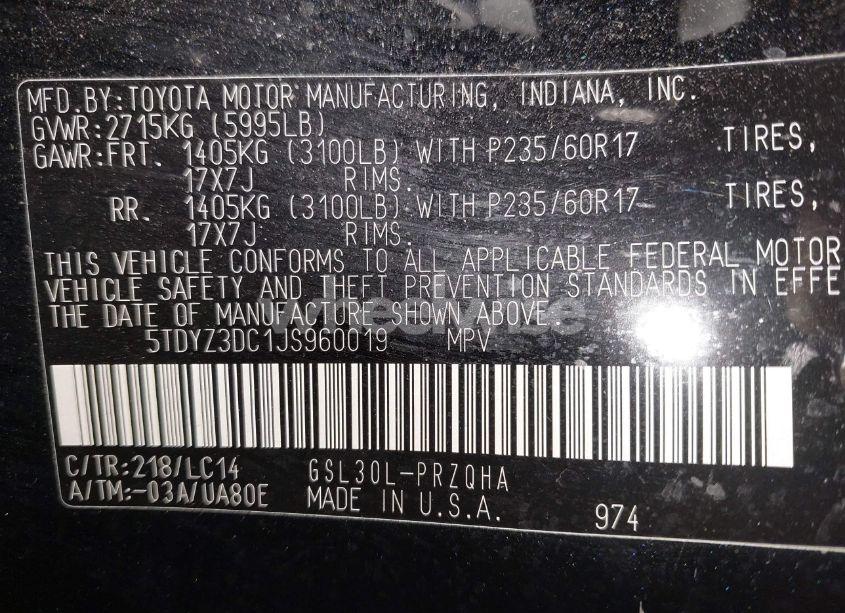 MFD.BY:TOYOTA MOTOR MANUFACTURING, INDIANA, INC.
GVWR:2715KG (5995LB)
GAWR:FRT. 1405KG (3100LB) WITH P235/60R17 TIRES,
17X7J RIMS.
RR. 1405KG (3100LB) WITH P235/60R17 TIRES,
17X7J RIMS.
THIS VEHICLE CONFORMS TO ALL APPLICABLE FEDERAL MOTOR
VEHICLE SAFETY AND THEFT PREVENTION STANDARDS IN EFFE
THE DATE OF MANUFACTURE SHOWN ABOVE.
5TDYZ3DC1JS960019 MPV
C/TR:218/LC14 GSL30L-PRZQHA
A/TM:-03A/UA80E MADE IN U.S.A. 974